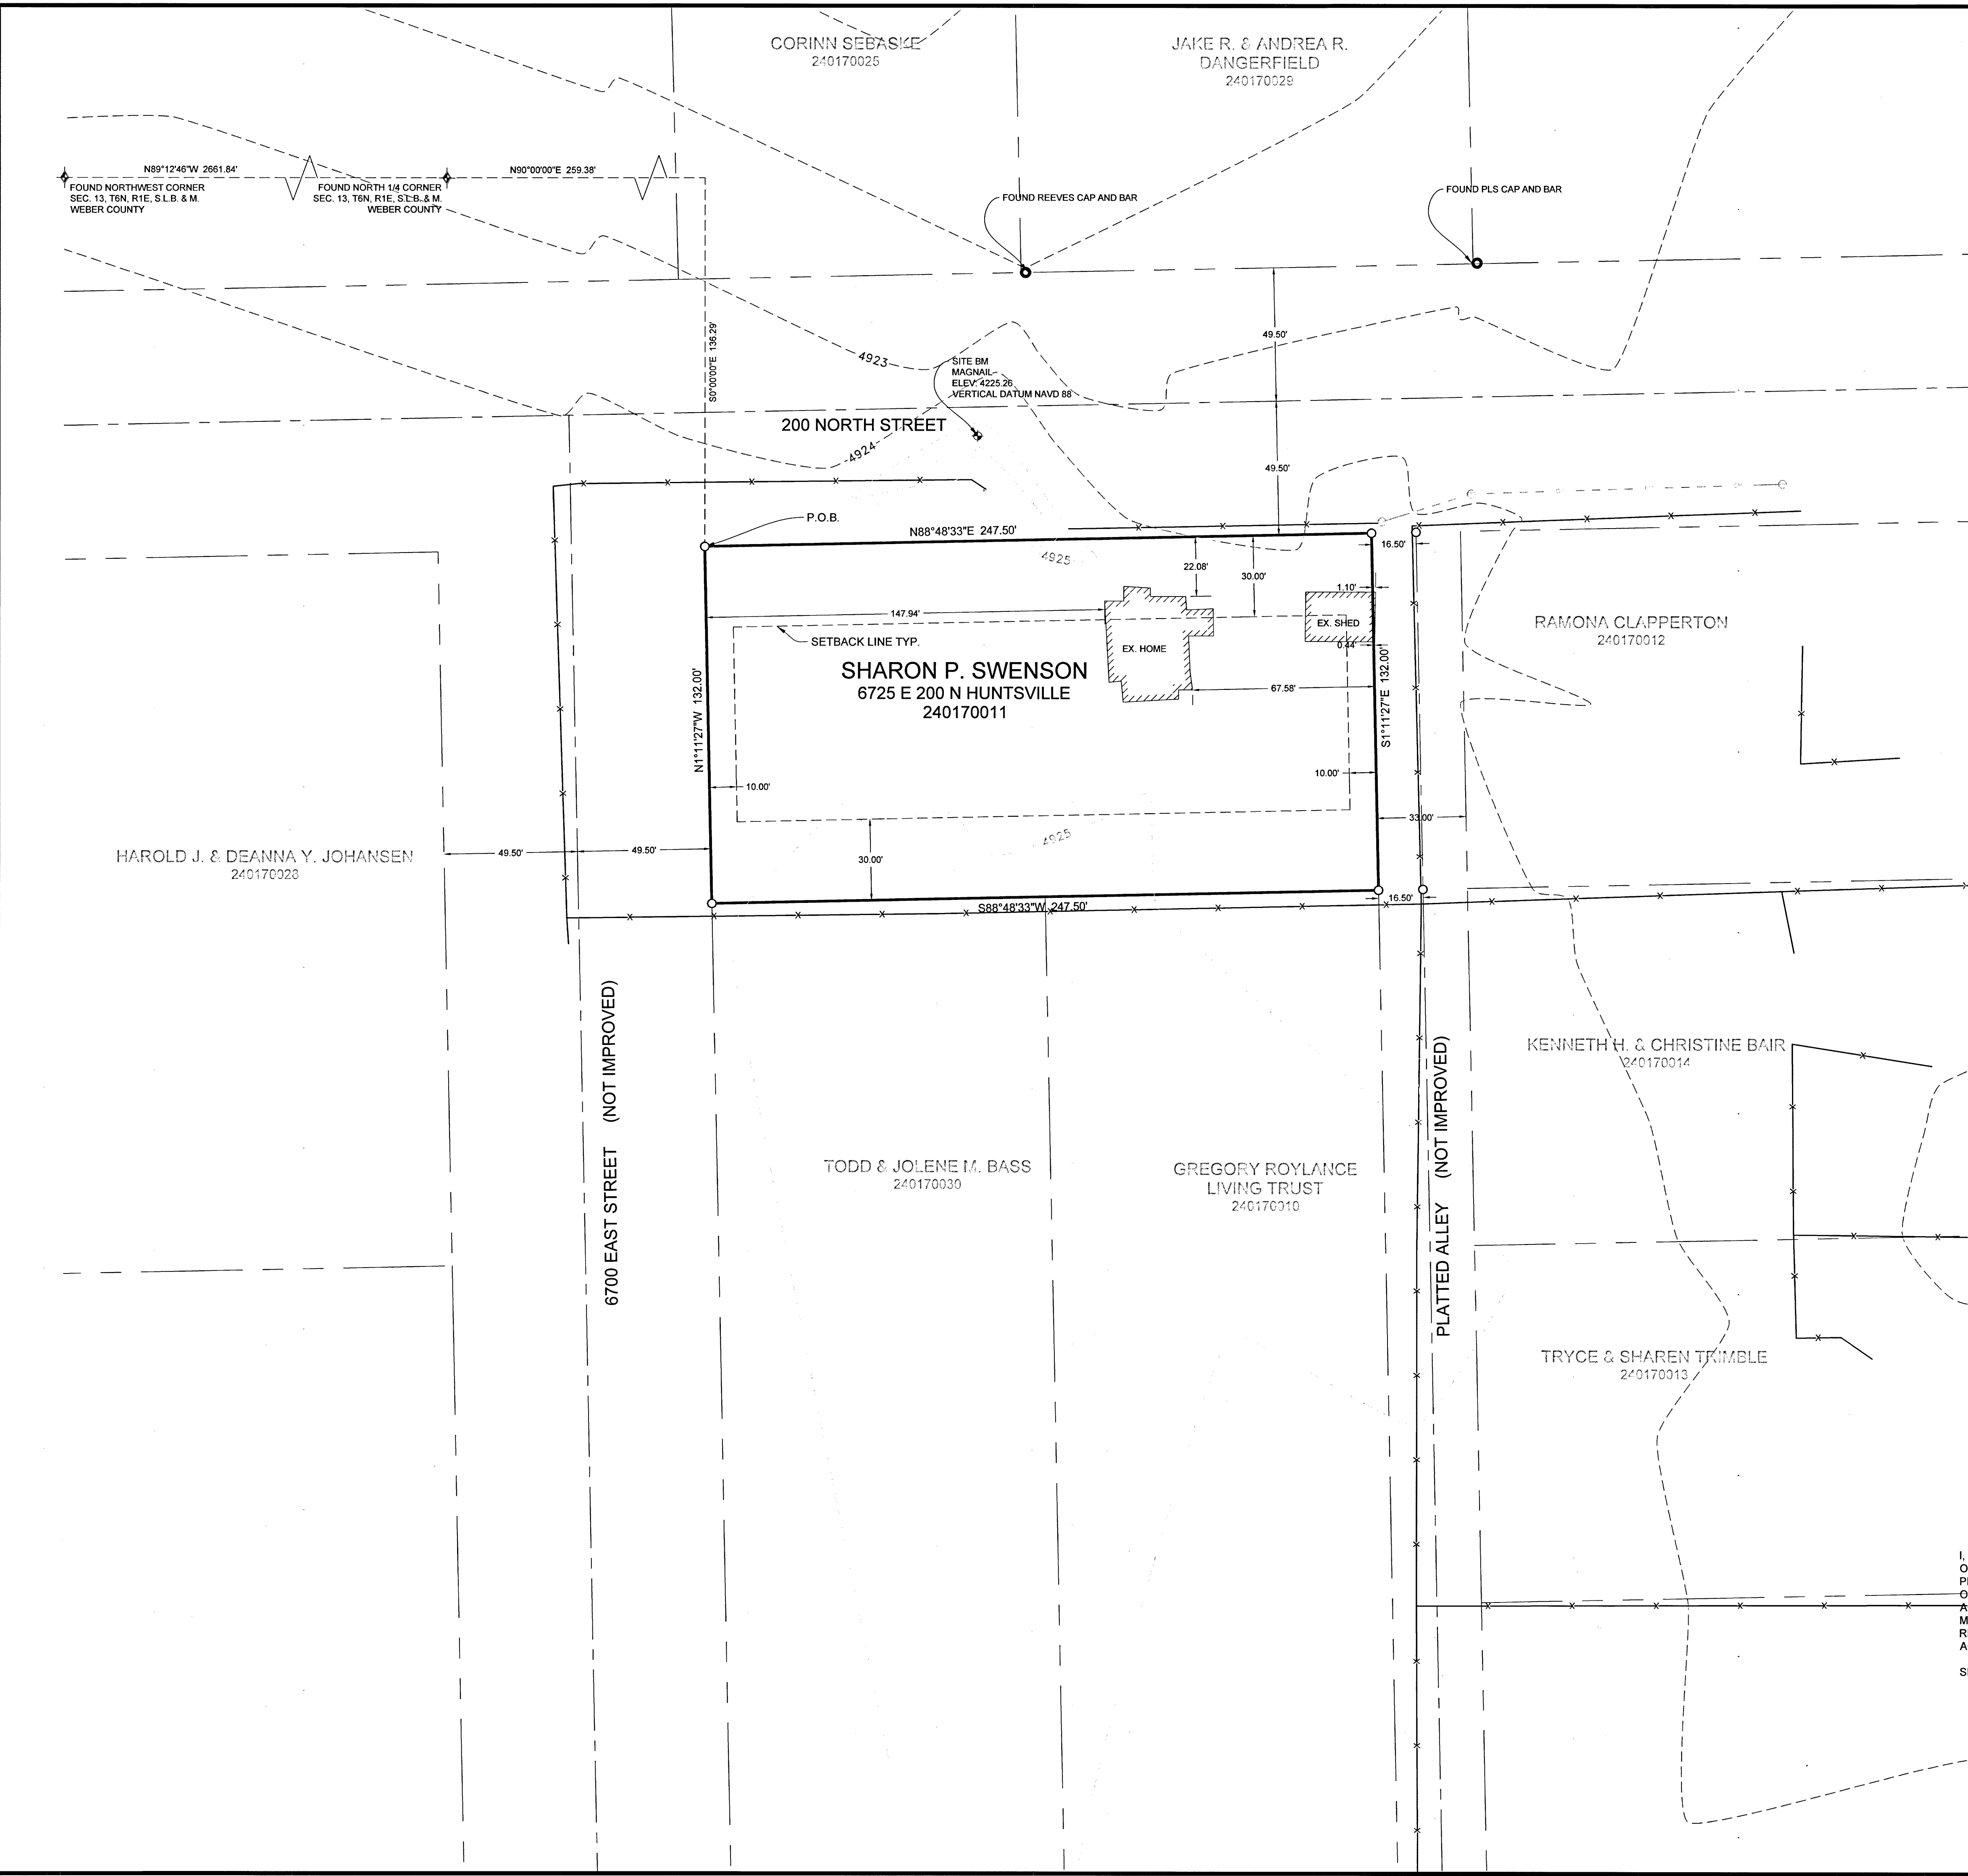 CORINN SEBASKE
240170025
JAKE R. & ANDREA R.
DANGERFIELD
240170029
N89°12'46"W 2661.84'
N90°00'00"E 259.38'
FOUND NORTHWEST CORNER
SEC. 13, T6N, R1E, S.L.B. & M.
WEBER COUNTY
FOUND NORTH 1/4 CORNER
SEC. 13, T6N, R1E, S.L.B. & M.
WEBER COUNTY
FOUND REEVES CAP AND BAR
FOUND PLS CAP AND BAR
S0°00'00"E 136.29'
49.50'
4923
SITE BM
MAGNAIL
ELEV: 4225.26
VERTICAL DATUM NAVD 88
200 NORTH STREET
4924
49.50'
P.O.B.
N88°48'33"E 247.50'
16.50'
4925
22.08'
30.00'
1.10'
147.94'
EX. SHED
SETBACK LINE TYP.
EX. HOME
0.44'
RAMONA CLAPPERTON
240170012
SHARON P. SWENSON
6725 E 200 N HUNTSVILLE
240170011
67.58'
N1°11'27"W 132.00'
S1°11'27"E 132.00'
10.00'
10.00'
33.00'
4925
HAROLD J. & DEANNA Y. JOHANSEN
240170028
49.50'
49.50'
30.00'
S88°48'33"W 247.50'
16.50'
6700 EAST STREET (NOT IMPROVED)
PLATTED ALLEY (NOT IMPROVED)
KENNETH H. & CHRISTINE BAIR
240170014
TODD & JOLENE M. BASS
240170030
GREGORY ROYLANCE
LIVING TRUST
240170010
TRYCE & SHAREN TRIMBLE
240170013
I,
O
P
O
A
M
R
A
S